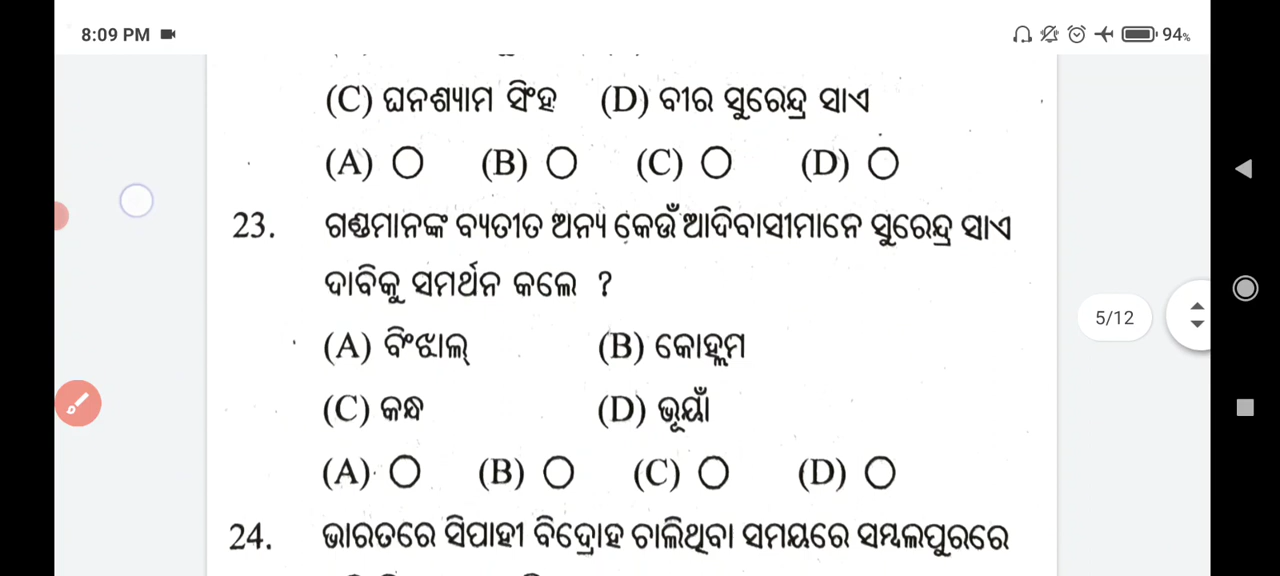 8:09 PM
94%
(C) ଘନଶ୍ୟାମ ସିଂହ (D) ବୀର ସୁରେନ୍ଦ୍ର ସାଏ
(A) (B) (C) (D)
23. ଗଣ୍ଡମାନଙ୍କ ବ୍ୟତୀତ ଅନ୍ୟ କେଉଁ ଆଦିବାସୀମାନେ ସୁରେନ୍ଦ୍ର ସାଏ
ଦାବିକୁ ସମର୍ଥନ କଲେ ?
5/12
(A) ବିଂଝାଲ୍ (B) କୋହ୍ଲମ
(C) କନ୍ଧ (D) ଭୂୟାଁ
(A) (B) (C) (D)
24. ଭାରତରେ ସିପାହୀ ବିଦ୍ରୋହ ଚାଲିଥିବା ସମୟରେ ସମ୍ବଲପୁରରେ